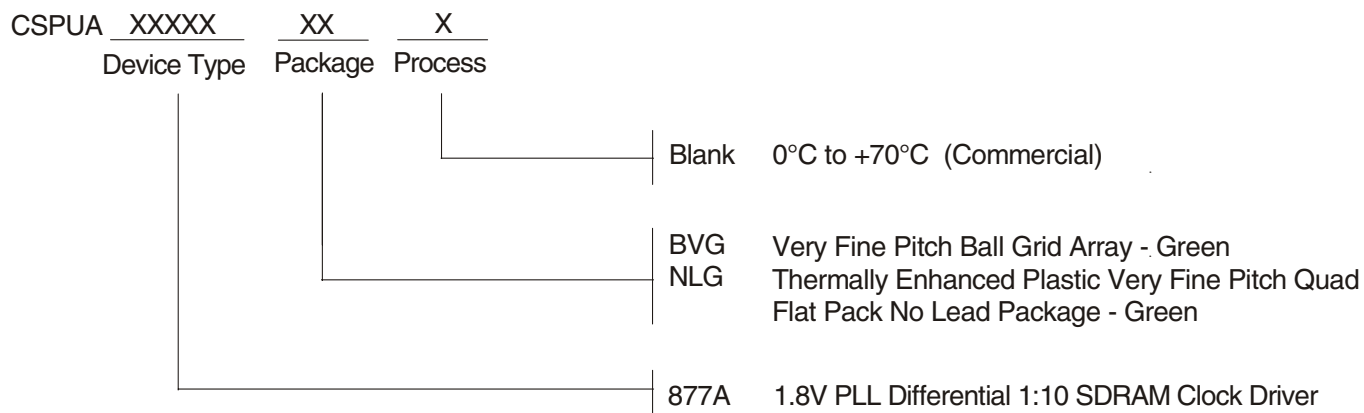 CSPUA XXXXX XX X
Device Type Package Process
Blank 0°C to +70°C (Commercial)
BVG Very Fine Pitch Ball Grid Array - Green
NLG Thermally Enhanced Plastic Very Fine Pitch Quad
Flat Pack No Lead Package - Green
877A 1.8V PLL Differential 1:10 SDRAM Clock Driver